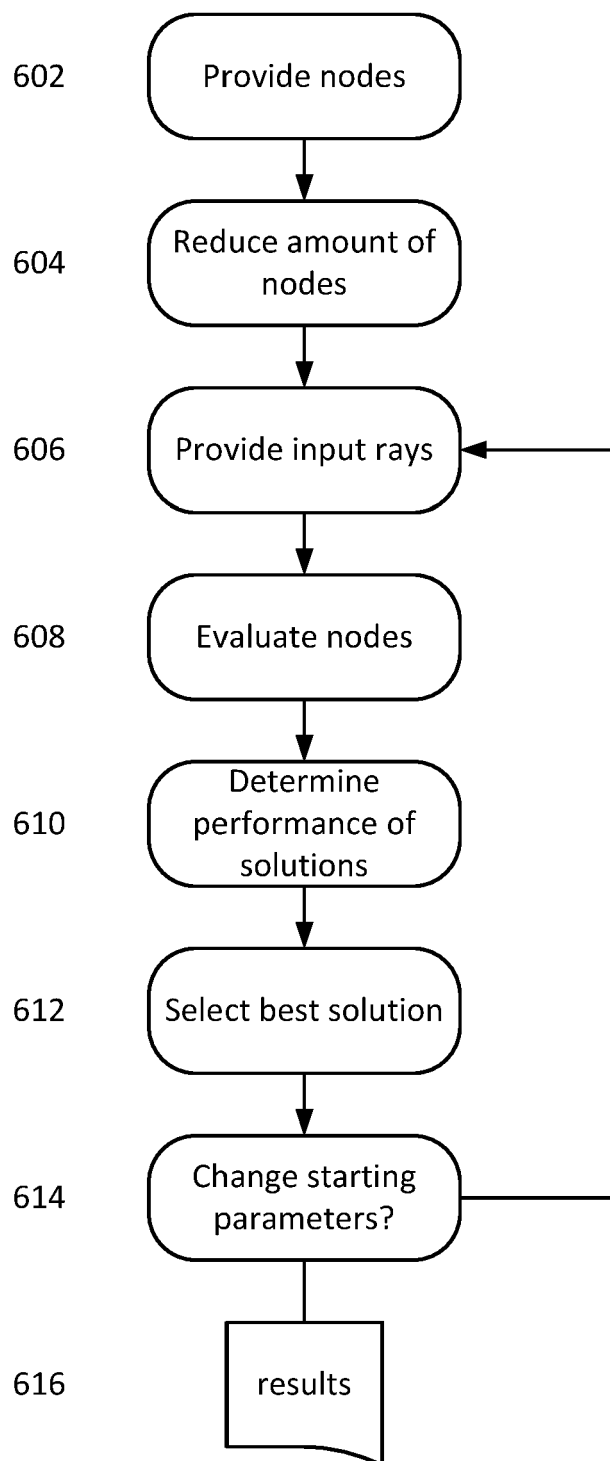 602
Provide nodes
604
Reduce amount of
nodes
606
Provide input rays
608
Evaluate nodes
610
Determine
performance of
solutions
612
Select best solution
614
Change starting
parameters?
616
results